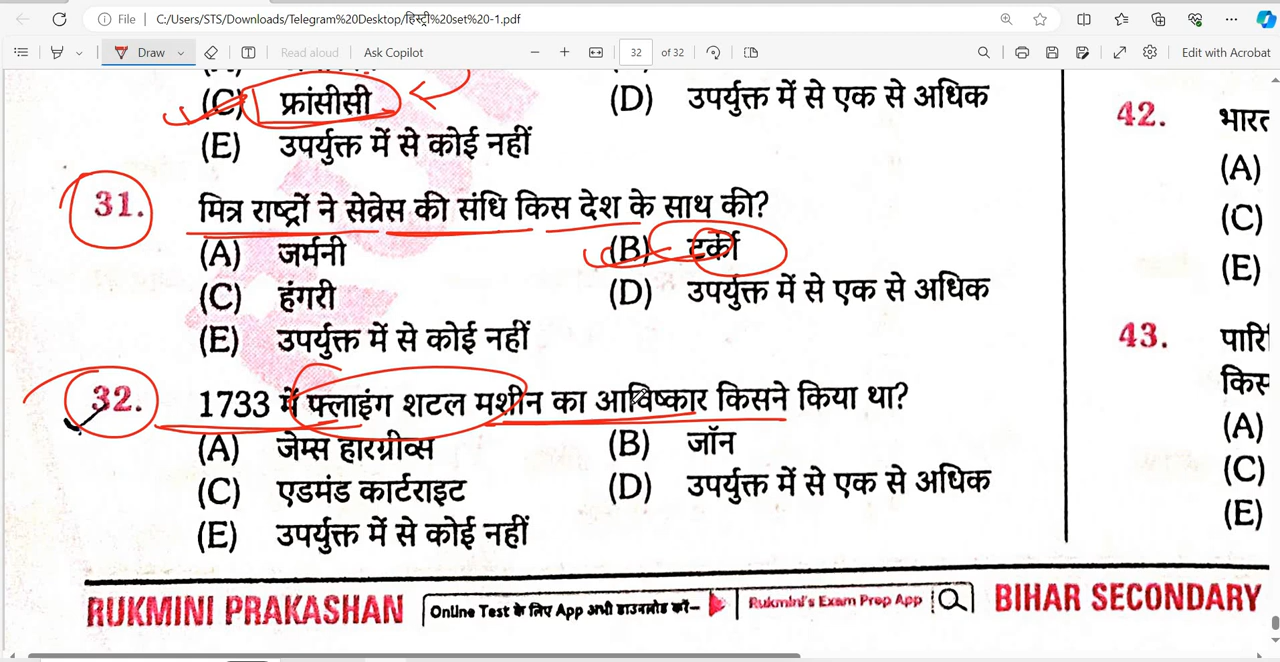 File C:/Users/STS/Downloads/Telegram%20Desktop/हिस्ट्री%20set%20-1.pdf
Draw Read aloud Ask Copilot 32 of 32 Edit with Acrobat
(C) फ्रांसीसी (D) उपर्युक्त में से एक से अधिक
(E) उपर्युक्त में से कोई नहीं
31. मित्र राष्ट्रों ने सेव्रेस की संधि किस देश के साथ की?
(A) जर्मनी (B) टर्की
(C) हंगरी (D) उपर्युक्त में से एक से अधिक
(E) उपर्युक्त में से कोई नहीं
32. 1733 में फ्लाइंग शटल मशीन का आविष्कार किसने किया था?
(A) जेम्स हारग्रीव्स (B) जॉन
(C) एडमंड कार्टराइट (D) उपर्युक्त में से एक से अधिक
(E) उपर्युक्त में से कोई नहीं
42. भारत
(A)
(C)
(E)
43. पारि
किस
(A)
(C)
(E)
RUKMINI PRAKASHAN Online Test के लिए App अभी डाउनलोड करें– Rukmini's Exam Prep App BIHAR SECONDARY